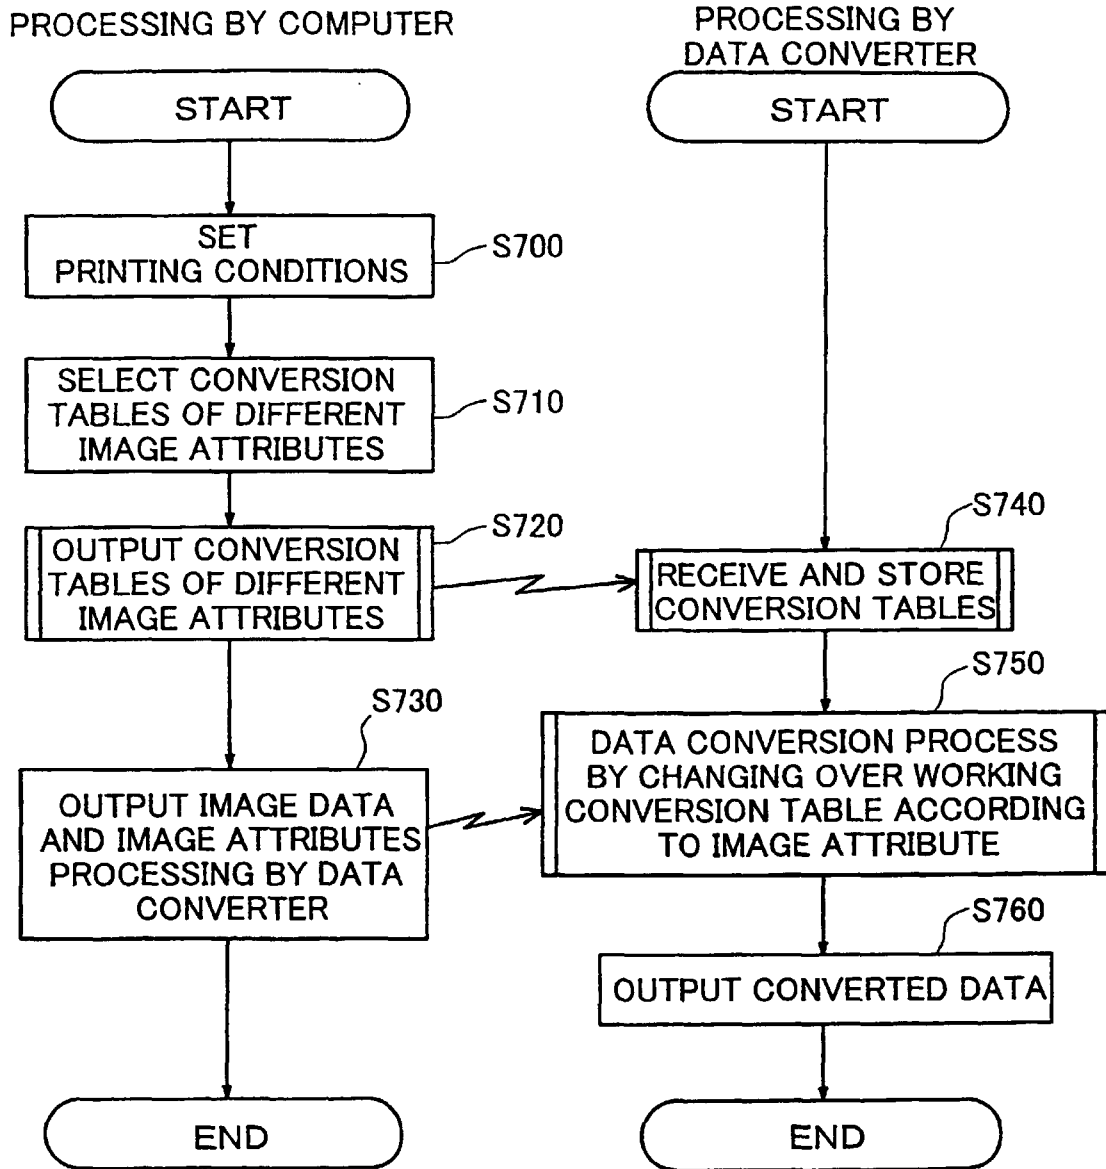 PROCESSING BY COMPUTER
START
SET
PRINTING CONDITIONS
S700
SELECT CONVERSION
TABLES OF DIFFERENT
IMAGE ATTRIBUTES
S710
OUTPUT CONVERSION
TABLES OF DIFFERENT
IMAGE ATTRIBUTES
S720
S730
OUTPUT IMAGE DATA
AND IMAGE ATTRIBUTES
PROCESSING BY DATA
CONVERTER
END
PROCESSING BY
DATA CONVERTER
START
S740
RECEIVE AND STORE
CONVERSION TABLES
S750
DATA CONVERSION PROCESS
BY CHANGING OVER WORKING
CONVERSION TABLE ACCORDING
TO IMAGE ATTRIBUTE
S760
OUTPUT CONVERTED DATA
END